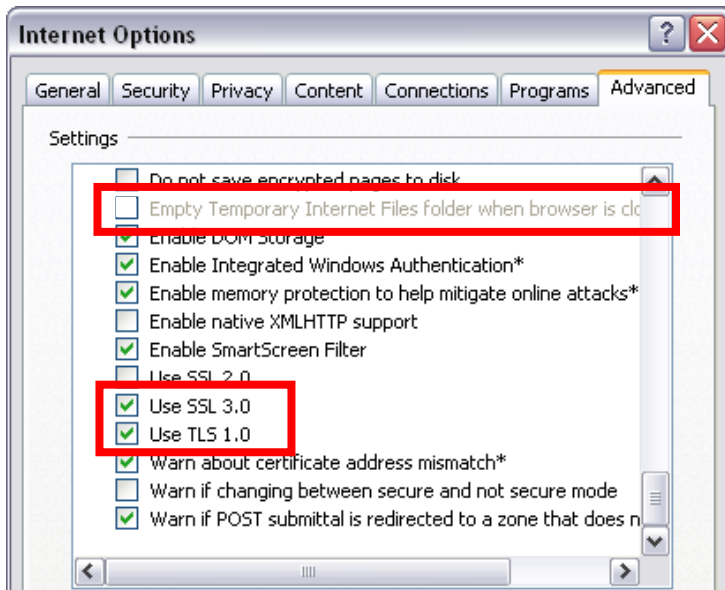 Internet Options
General Security Privacy Content Connections Programs Advanced
Settings
Do not save encrypted pages to disk
Empty Temporary Internet Files folder when browser is clo
Enable DOM Storage
Enable Integrated Windows Authentication*
Enable memory protection to help mitigate online attacks*
Enable native XMLHTTP support
Enable SmartScreen Filter
Use SSL 2.0
Use SSL 3.0
Use TLS 1.0
Warn about certificate address mismatch*
Warn if changing between secure and not secure mode
Warn if POST submittal is redirected to a zone that does n